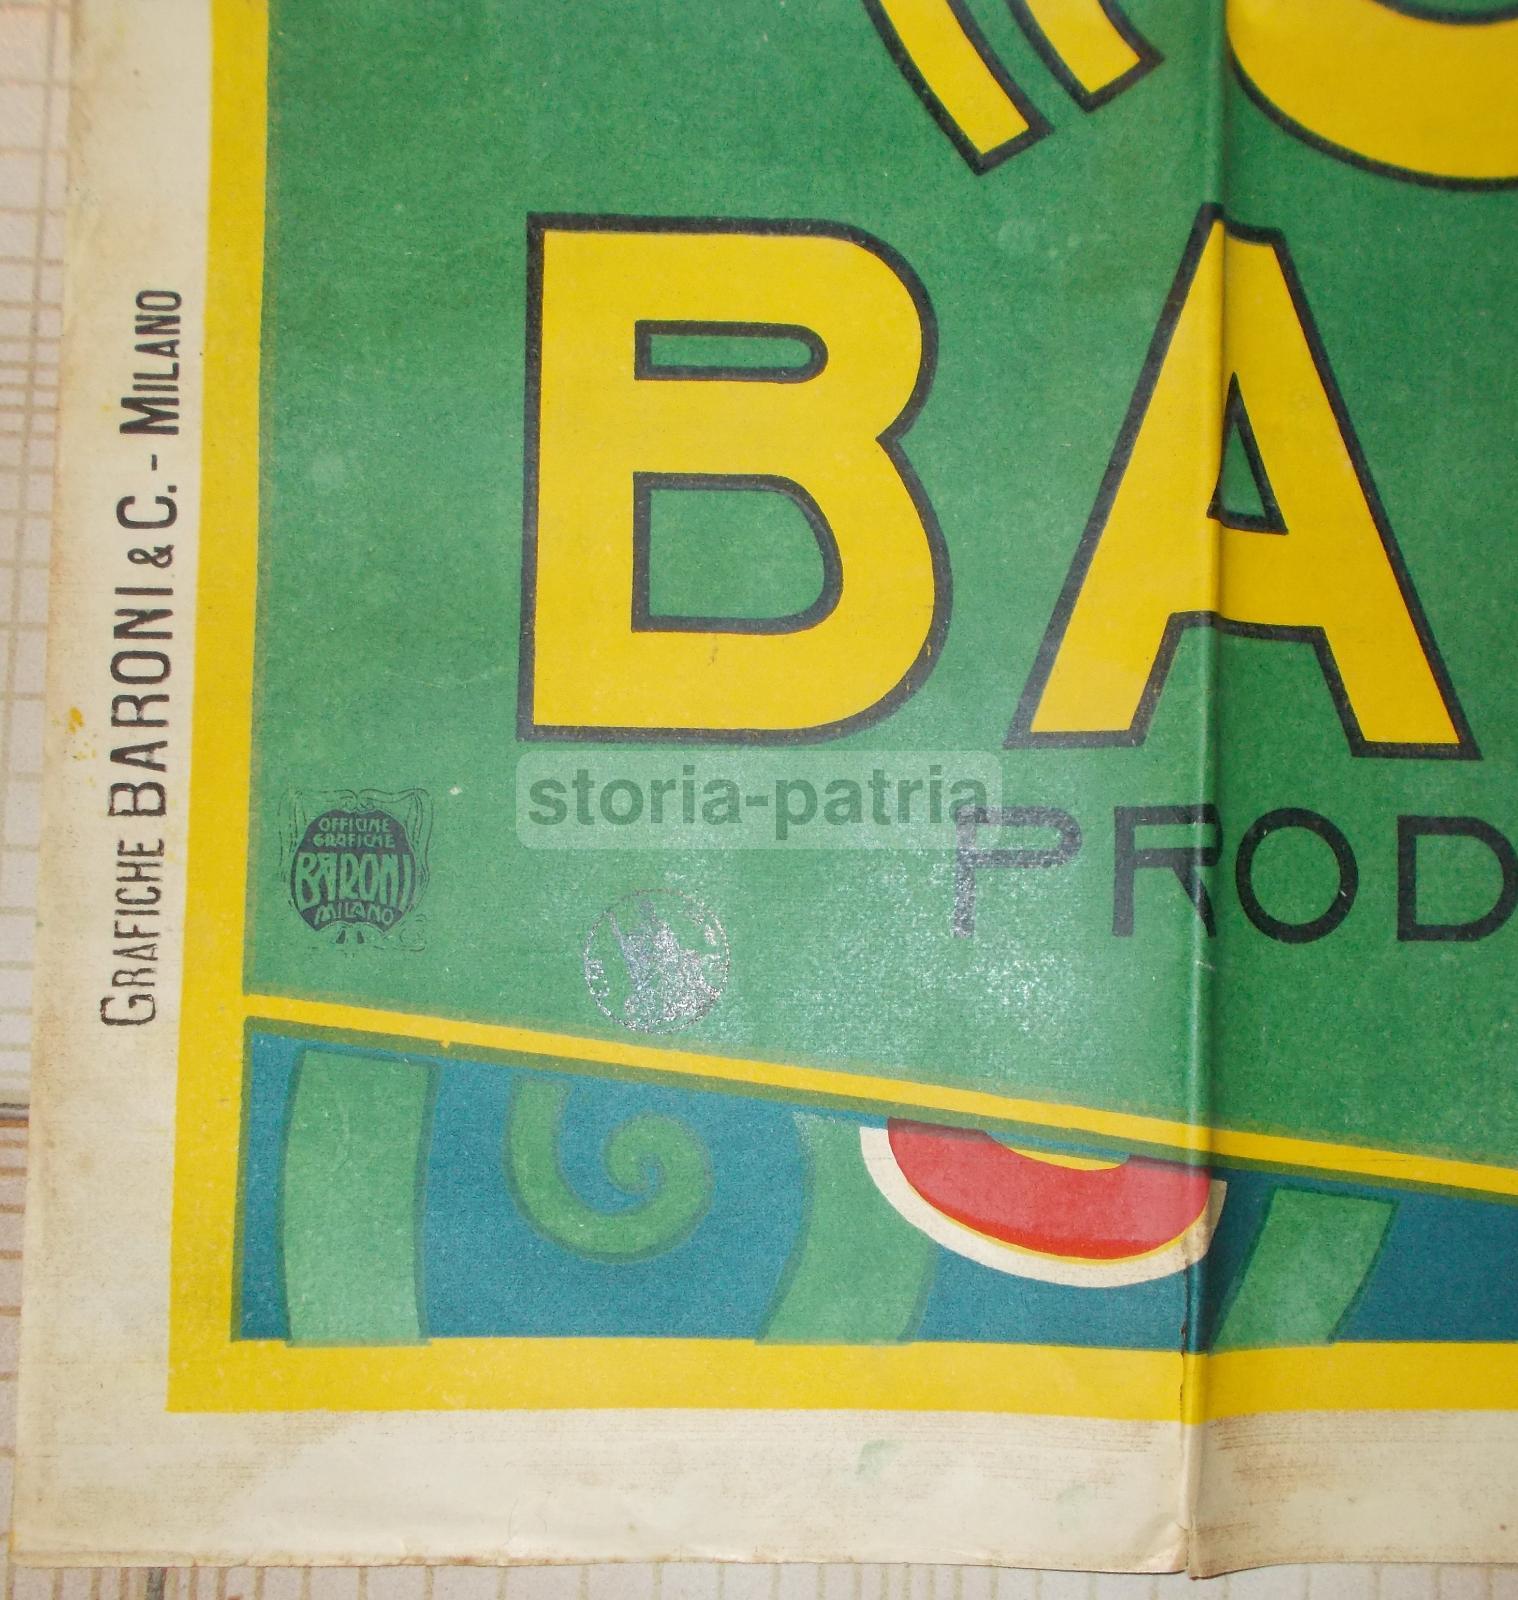 BA
storia-patria
PROD
OFFICINE
GRAFICHE
BARONI
MILANO
GRAFICHE BARONI & C. - MILANO